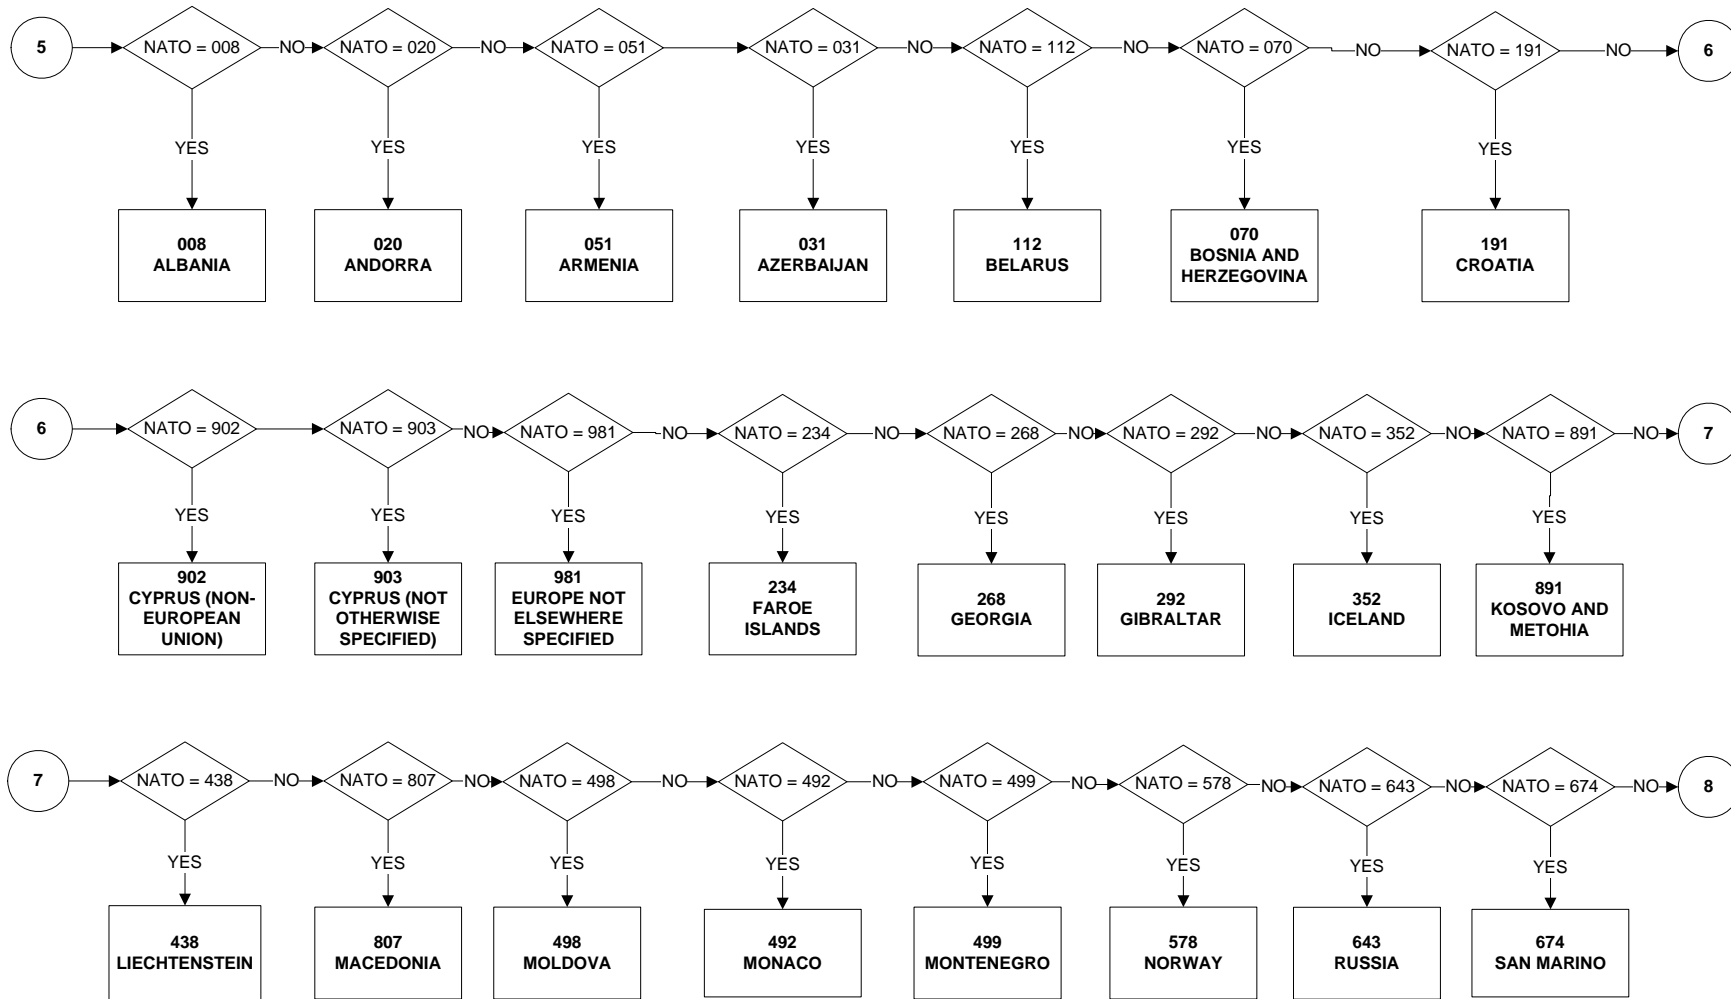 5
NATO = 008
NO
NATO = 020
NO
NATO = 051
NATO = 031
NO
NATO = 112
NO
NATO = 070
NO
NATO = 191
NO
6
YES
YES
YES
YES
YES
YES
YES
008
ALBANIA
020
ANDORRA
051
ARMENIA
031
AZERBAIJAN
112
BELARUS
070
BOSNIA AND
HERZEGOVINA
191
CROATIA
6
NATO = 902
NATO = 903
NO
NATO = 981
NO
NATO = 234
NO
NATO = 268
NO
NATO = 292
NO
NATO = 352
NO
NATO = 891
NO
7
YES
YES
YES
YES
YES
YES
YES
YES
902
CYPRUS (NON-
EUROPEAN
UNION)
903
CYPRUS (NOT
OTHERWISE
SPECIFIED)
981
EUROPE NOT
ELSEWHERE
SPECIFIED
234
FAROE
ISLANDS
268
GEORGIA
292
GIBRALTAR
352
ICELAND
891
KOSOVO AND
METOHIA
7
NATO = 438
NO
NATO = 807
NO
NATO = 498
NO
NATO = 492
NO
NATO = 499
NO
NATO = 578
NO
NATO = 643
NO
NATO = 674
NO
8
YES
YES
YES
YES
YES
YES
YES
YES
438
LIECHTENSTEIN
807
MACEDONIA
498
MOLDOVA
492
MONACO
499
MONTENEGRO
578
NORWAY
643
RUSSIA
674
SAN MARINO